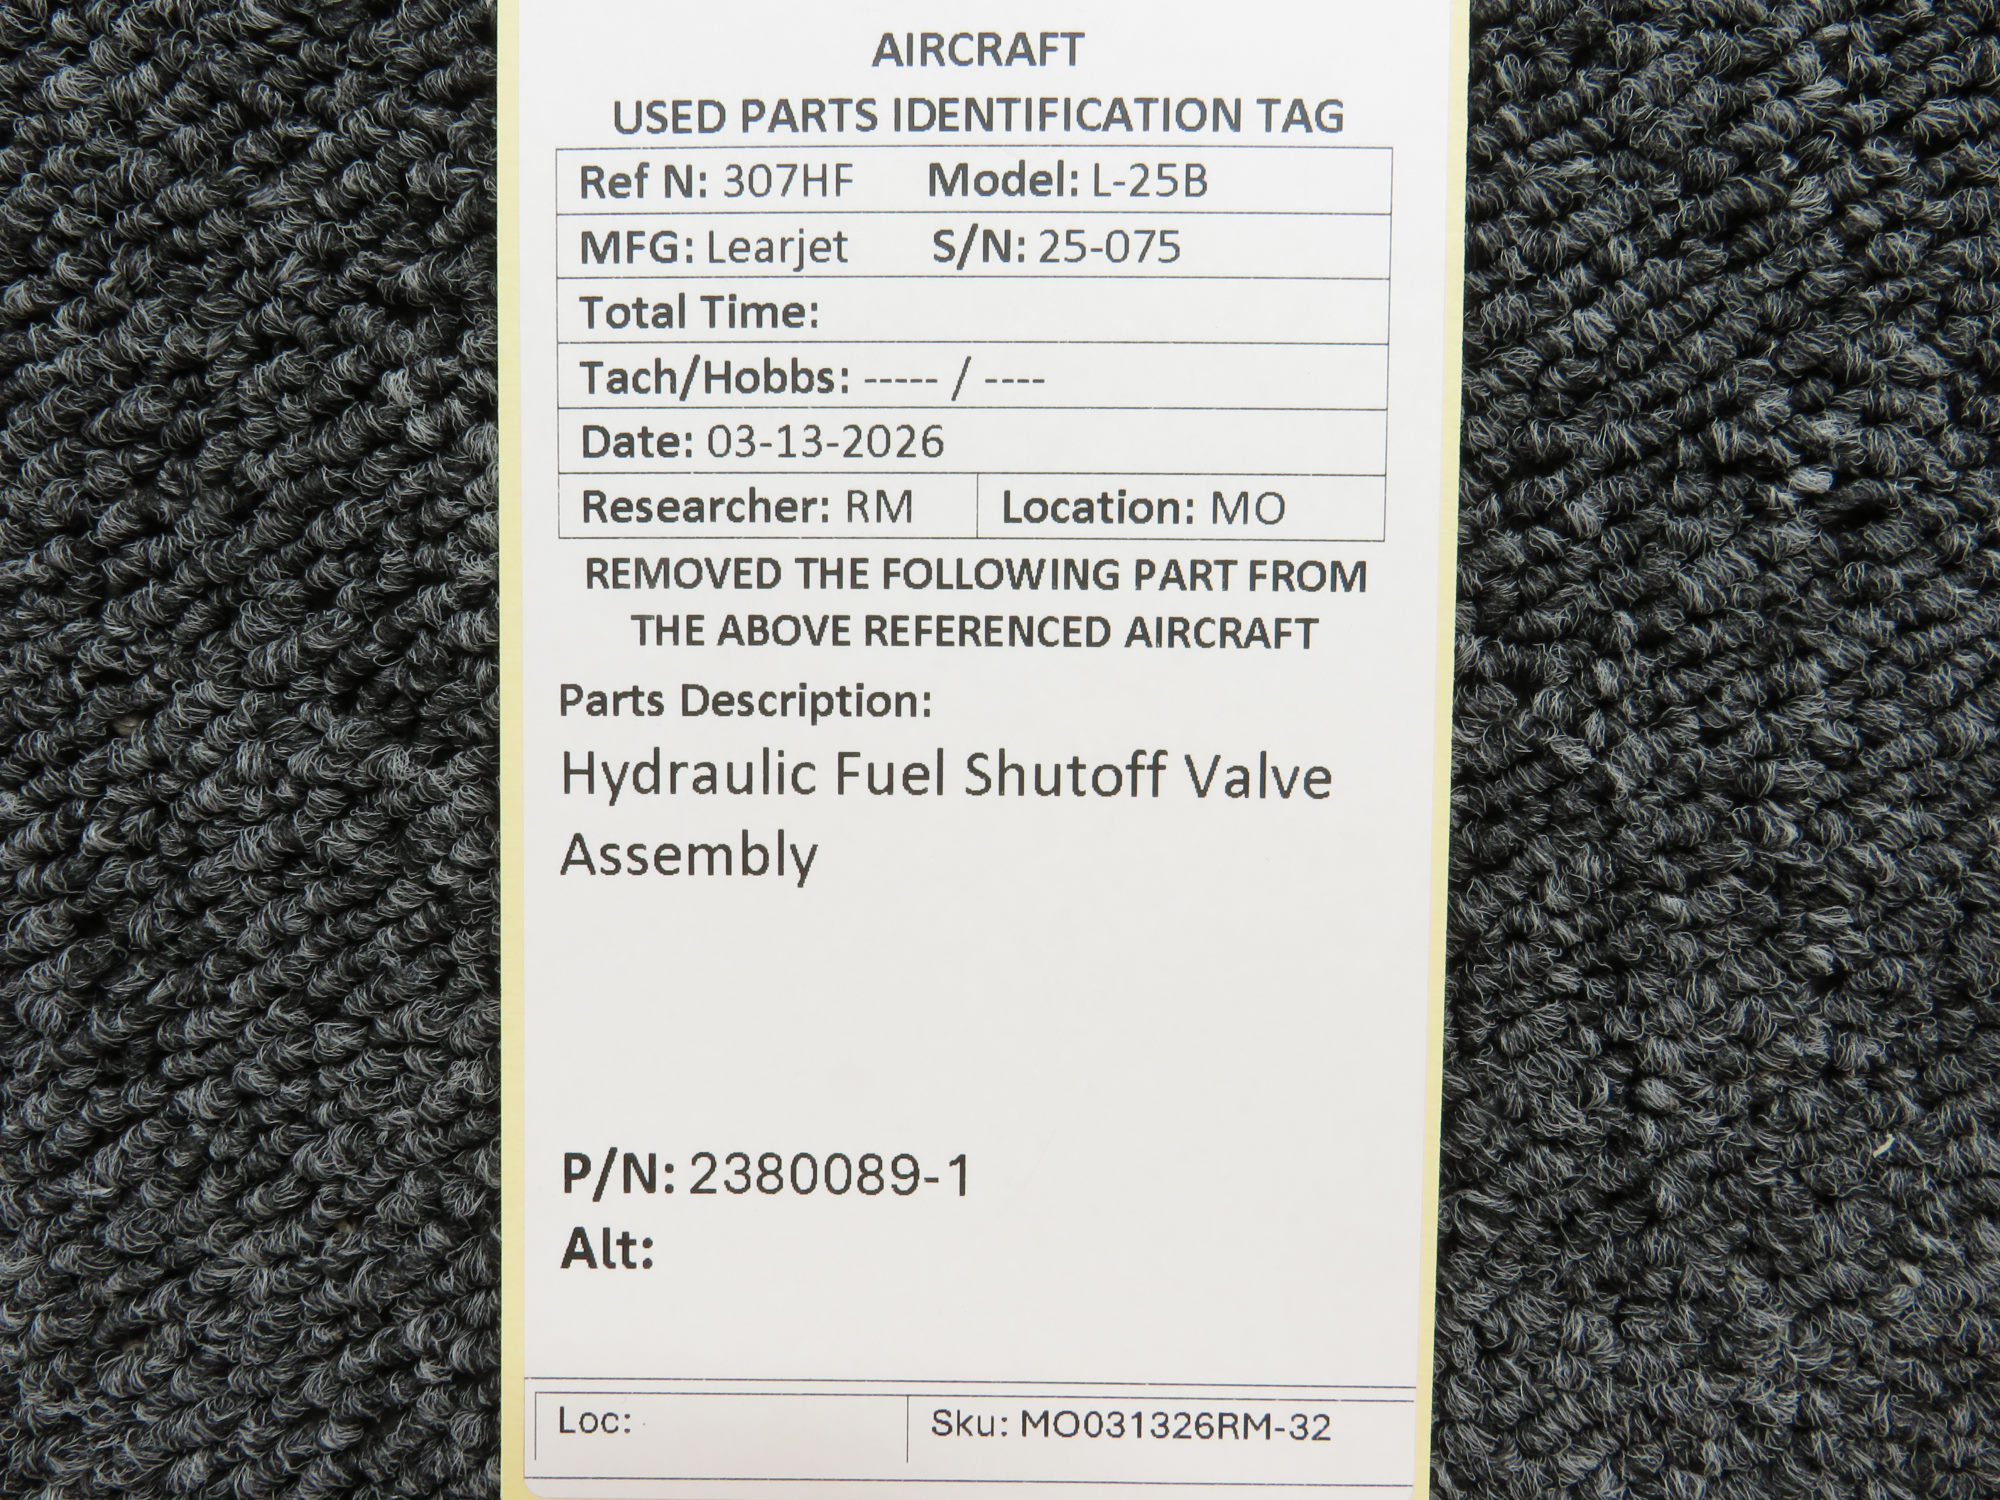 AIRCRAFT
USED PARTS IDENTIFICATION TAG
Ref N: 307HF Model: L-25B
MFG: Learjet S/N: 25-075
Total Time:
Tach/Hobbs: ----- / ----
Date: 03-13-2026
Researcher: RM Location: MO
REMOVED THE FOLLOWING PART FROM
THE ABOVE REFERENCED AIRCRAFT
Parts Description:
Hydraulic Fuel Shutoff Valve
Assembly
P/N: 2380089-1
Alt:
Loc: Sku: MO031326RM-32